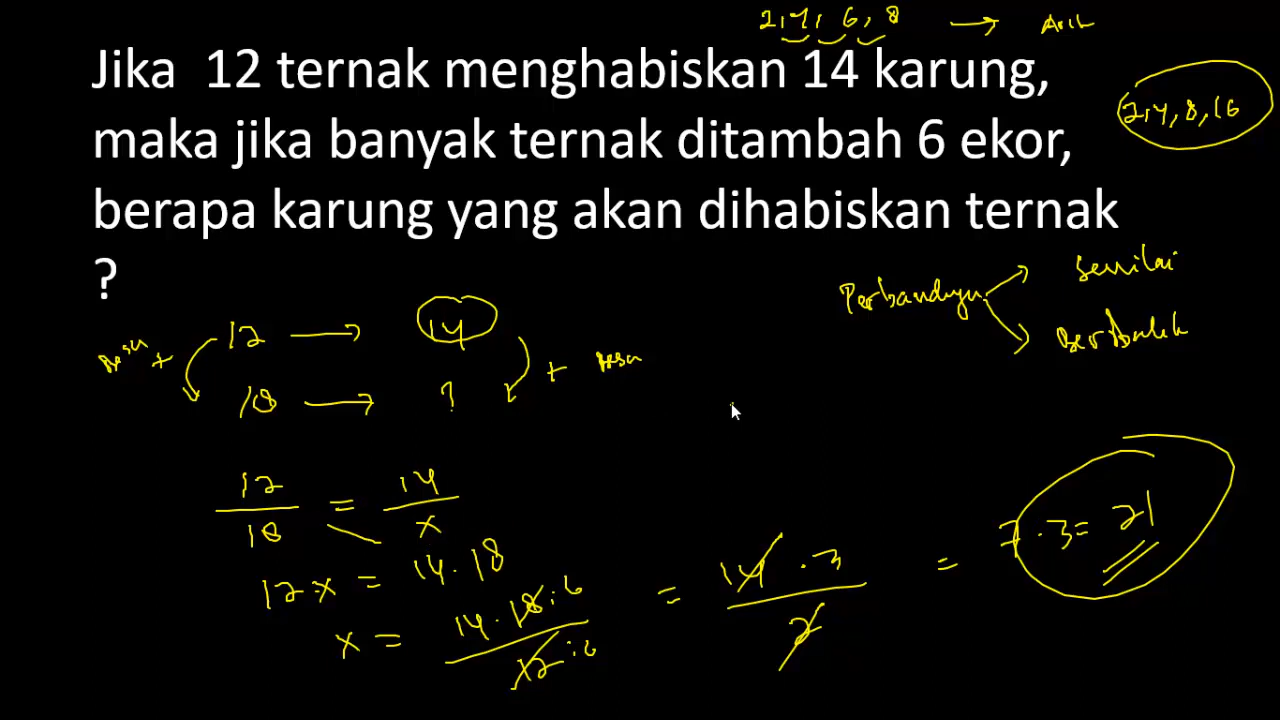 2, 4, 6, 8 →
Jika 12 ternak menghabiskan 14 karung,
2, 4, 8, 16
maka jika banyak ternak ditambah 6 ekor,
berapa karung yang akan dihabiskan ternak
?
Perbandingan
Senilai
Berbalik
12 → 14
+ +
18 → ?
12/18 = 14/x
12.x = 14.18
x = 14.18:6 / 12:6 = 14.3 / 2 = 7.3= 21